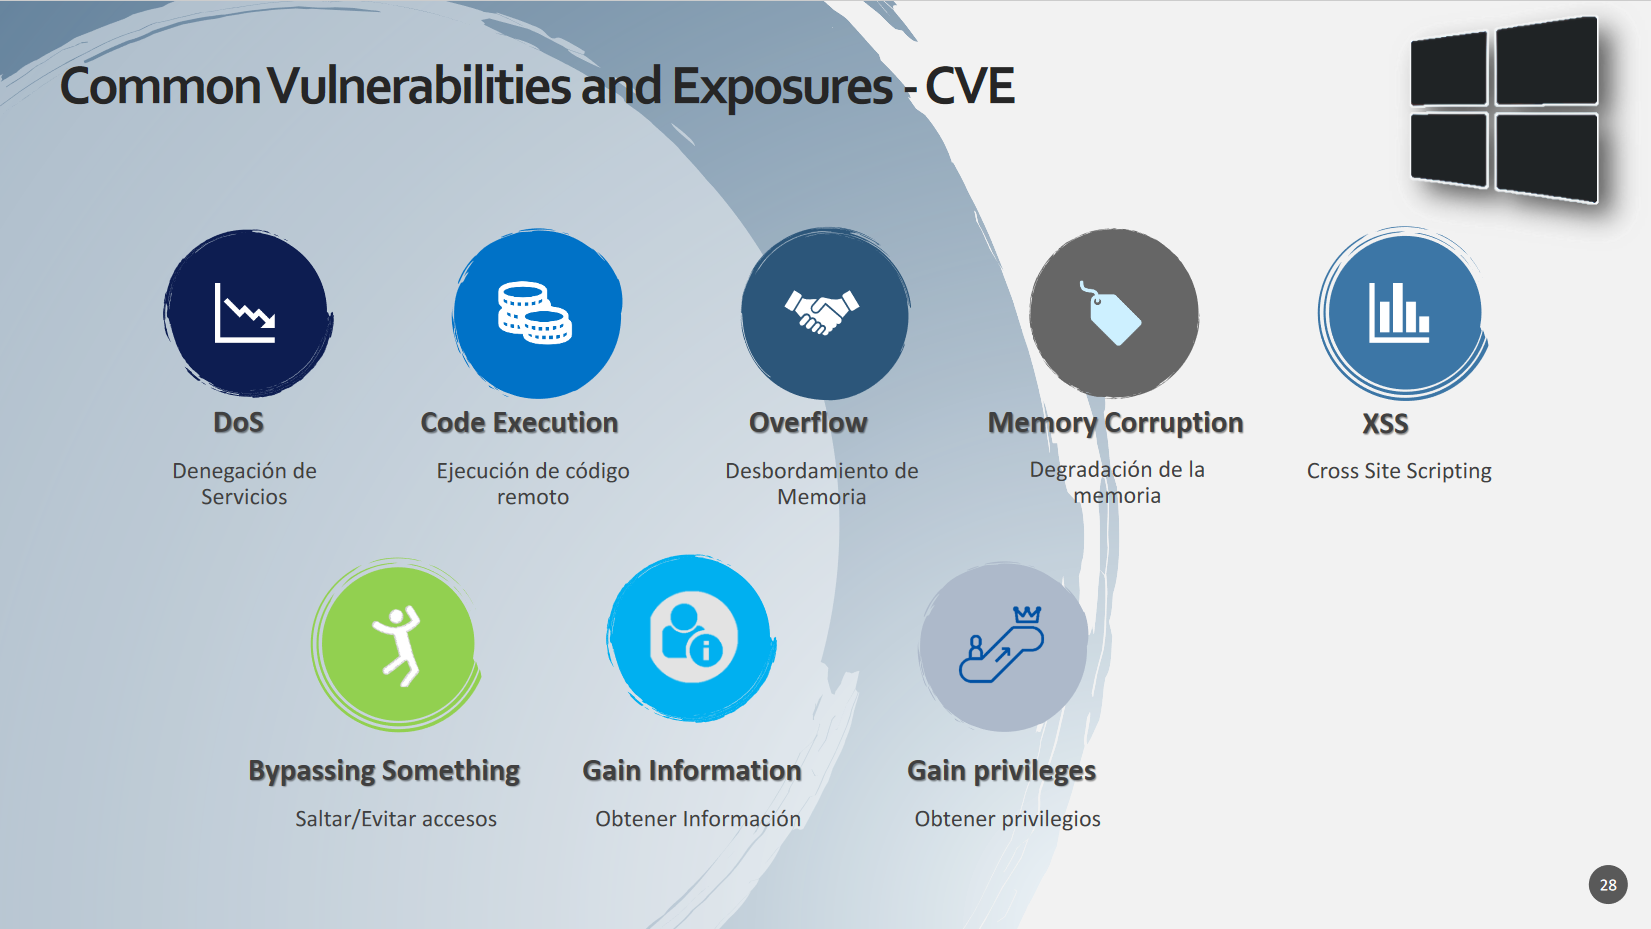 Common Vulnerabilities and Exposures - CVE
DoS
Denegación de
Servicios
Code Execution
Ejecución de código
remoto
Overflow
Desbordamiento de
Memoria
Memory Corruption
Degradación de la
memoria
XSS
Cross Site Scripting
Bypassing Something
Saltar/Evitar accesos
Gain Information
Obtener Información
Gain privileges
Obtener privilegios
28